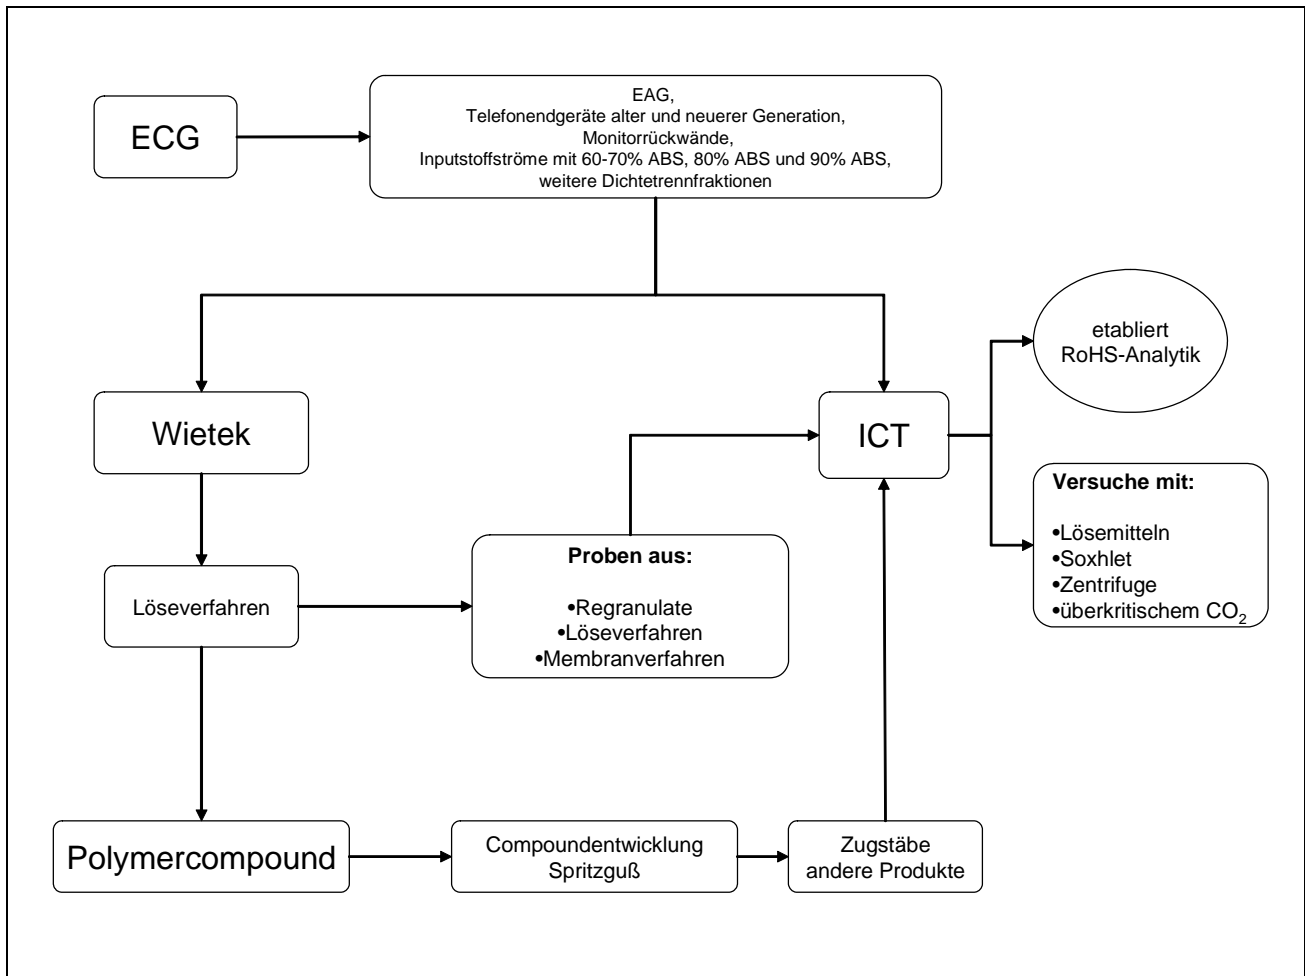 ECG
EAG,
Telefonendgeräte alter und neuerer Generation,
Monitorrückwände,
Inputstoffströme mit 60-70% ABS, 80% ABS und 90% ABS,
weitere Dichtetrennfraktionen
etabliert
RoHS-Analytik
Wietek
ICT
Versuche mit:
•Lösemitteln
•Soxhlet
•Zentrifuge
•überkritischem CO₂
Löseverfahren
Proben aus:
•Regranulate
•Löseverfahren
•Membranverfahren
Polymercompound
Compoundentwicklung
Spritzguß
Zugstäbe
andere Produkte